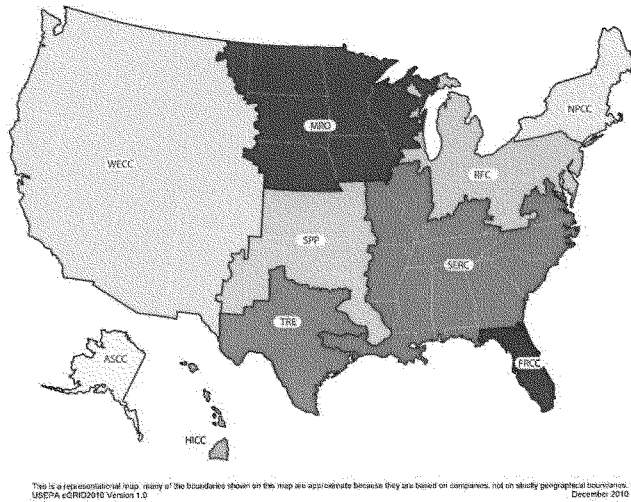 NPCC
MRO
WECC
RFC
SPP
SERC
TRE
ASCC
FRCC
HICC
This is a representational map; many of the boundaries shown on this map are approximate because they are based on companies, not on strictly geographical boundaries.
USEPA eGRID2010 Version 1.0
December 2010